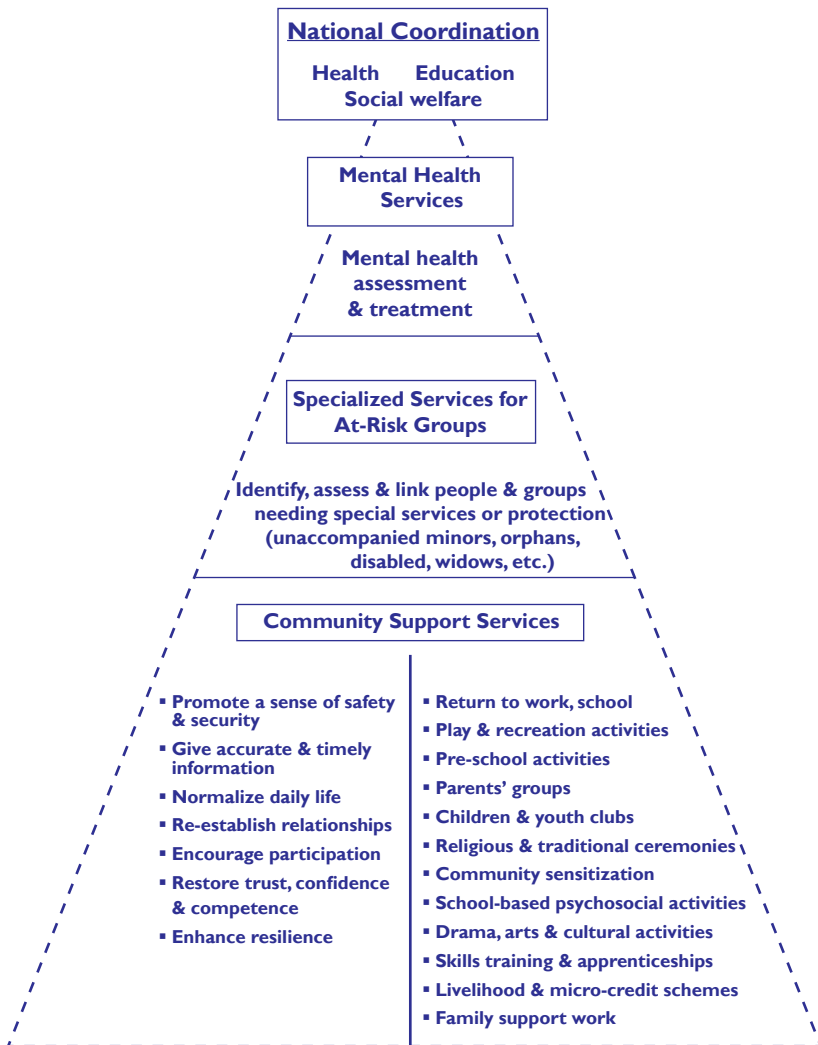 National Coordination
Health Education
Social welfare
Mental Health
Services
Mental health
assessment
& treatment
Specialized Services for
At-Risk Groups
Identify, assess & link people & groups
needing special services or protection
(unaccompanied minors, orphans,
disabled, widows, etc.)
Community Support Services
▪ Promote a sense of safety
& security
▪ Give accurate & timely
information
▪ Normalize daily life
▪ Re-establish relationships
▪ Encourage participation
▪ Restore trust, confidence
& competence
▪ Enhance resilience
▪ Return to work, school
▪ Play & recreation activities
▪ Pre-school activities
▪ Parents’ groups
▪ Children & youth clubs
▪ Religious & traditional ceremonies
▪ Community sensitization
▪ School-based psychosocial activities
▪ Drama, arts & cultural activities
▪ Skills training & apprenticeships
▪ Livelihood & micro-credit schemes
▪ Family support work